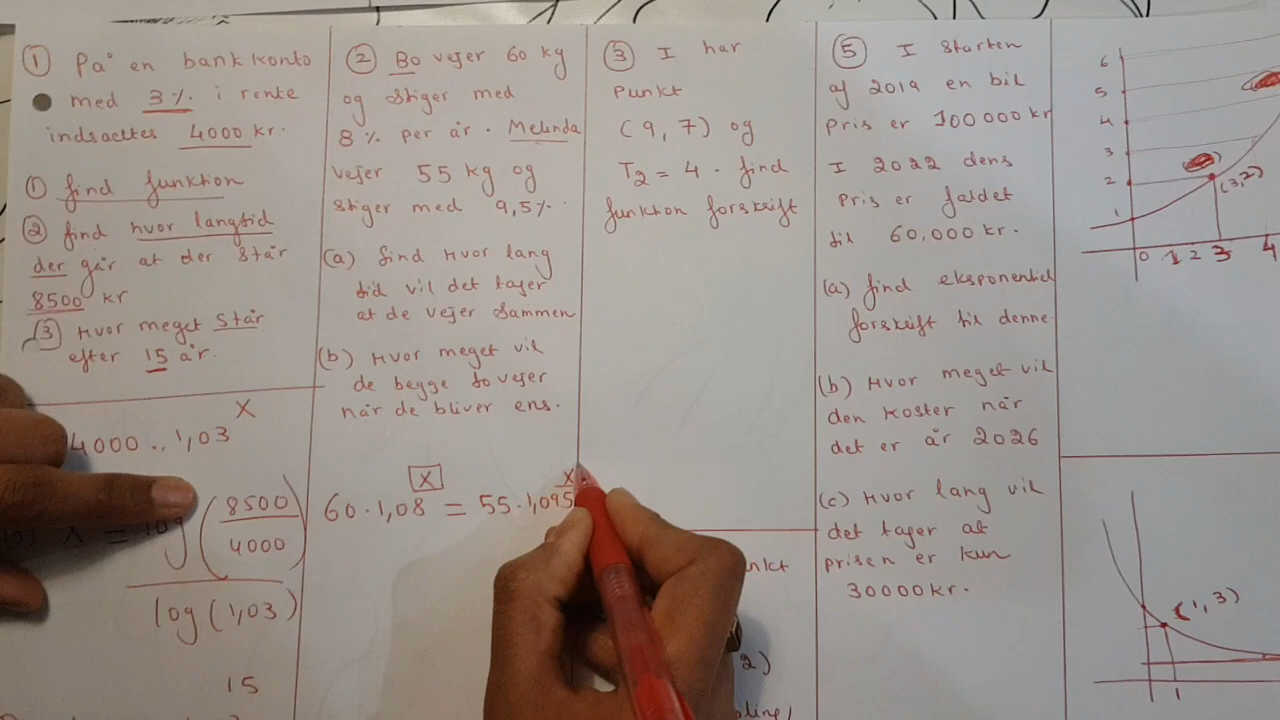 ① På en bankkonto
med 3% i rente
indsaettes 4000 kr.
① find funktion
② find hvor langtid
der går at der står
8500 kr
③ Hvor meget står
efter 15 år.
4000 . 1,03 x
x = log ( 8500 / 4000 )
log (1,03)
15
② Bo vejer 60 kg
og stiger med
8% per år. Melinda
vejer 55 kg og
stiger med 9,5%.
(a) find Hvor lang
tid vil det tager
at de vejer sammen
(b) Hvor meget vil
de begge to vejer
når de bliver ens.
60 · 1,08 x = 55 · 1,095 x
③ I har
Punkt
(9, 7) og
T2 = 4 . find
funktion forskrift
2)
⑤ I starten
af 2019 en bil
Pris er 100000 kr
I 2022 dens
Pris er faldet
til 60,000 kr.
(a) find eksponentiel
forskrift til denne.
(b) Hvor meget vil
den koster når
det er år 2026
(c) Hvor lang vil
det tager at
prisen er kun
30000 kr.
6
5
4
3
2
1
(3,2)
0 1 2 3 4
(1, 3)
1